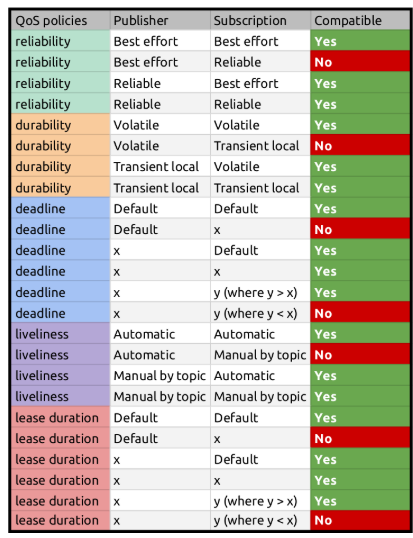 QoS policies Publisher Subscription Compatible
reliability Best effort Best effort Yes
reliability Best effort Reliable No
reliability Reliable Best effort Yes
reliability Reliable Reliable Yes
durability Volatile Volatile Yes
durability Volatile Transient local No
durability Transient local Volatile Yes
durability Transient local Transient local Yes
deadline Default Default Yes
deadline Default x No
deadline x Default Yes
deadline x x Yes
deadline x y (where y > x) Yes
deadline x y (where y < x) No
liveliness Automatic Automatic Yes
liveliness Automatic Manual by topic No
liveliness Manual by topic Automatic Yes
liveliness Manual by topic Manual by topic Yes
lease duration Default Default Yes
lease duration Default x No
lease duration x Default Yes
lease duration x x Yes
lease duration x y (where y > x) Yes
lease duration x y (where y < x) No